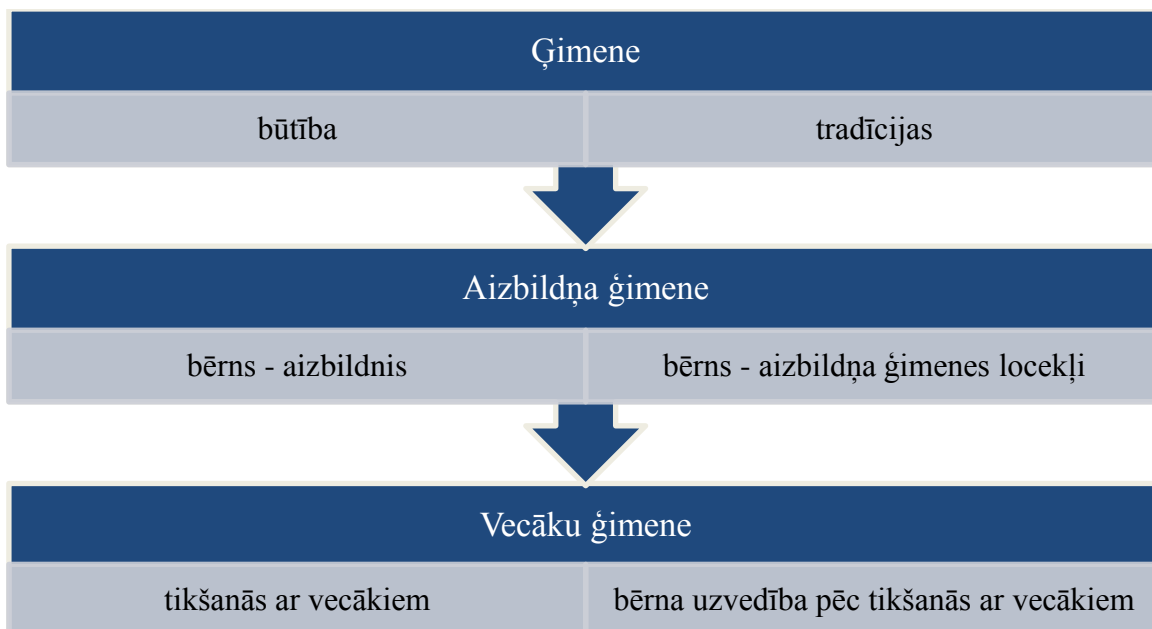 Ģimene
būtība
tradīcijas
Aizbildņa ģimene
bērns - aizbildnis
bērns - aizbildņa ģimenes locekļi
Vecāku ģimene
tikšanās ar vecākiem
bērna uzvedība pēc tikšanās ar vecākiem